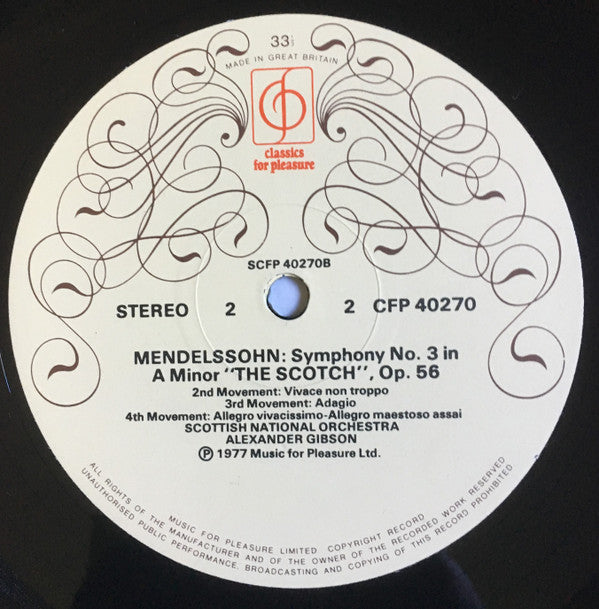 33⅓
MADE IN GREAT BRITAIN
classics
for pleasure
SCFP 40270B
STEREO 2 2 CFP 40270
MENDELSSOHN: Symphony No. 3 in
A Minor "THE SCOTCH", Op. 56
2nd Movement: Vivace non troppo
3rd Movement: Adagio
4th Movement: Allegro vivacissimo-Allegro maestoso assai
SCOTTISH NATIONAL ORCHESTRA
ALEXANDER GIBSON
℗ 1977 Music for Pleasure Ltd.
MUSIC FOR PLEASURE LIMITED COPYRIGHT RECORD
ALL RIGHTS OF THE MANUFACTURER AND OF THE OWNER OF THE RECORDED WORK RESERVED
UNAUTHORISED PUBLIC PERFORMANCE, BROADCASTING AND COPYING OF THIS RECORD PROHIBITED